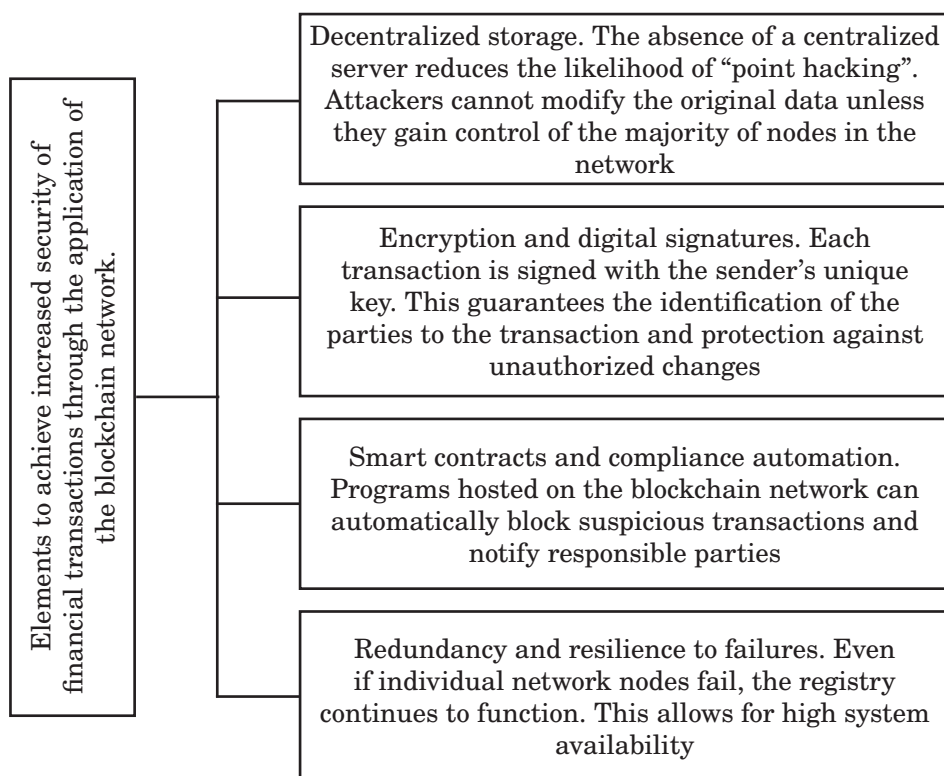 Elements to achieve increased security of
financial transactions through the application of
the blockchain network.
Decentralized storage. The absence of a centralized
server reduces the likelihood of “point hacking”.
Attackers cannot modify the original data unless
they gain control of the majority of nodes in the
network
Encryption and digital signatures. Each
transaction is signed with the sender’s unique
key. This guarantees the identification of the
parties to the transaction and protection against
unauthorized changes
Smart contracts and compliance automation.
Programs hosted on the blockchain network can
automatically block suspicious transactions and
notify responsible parties
Redundancy and resilience to failures. Even
if individual network nodes fail, the registry
continues to function. This allows for high system
availability